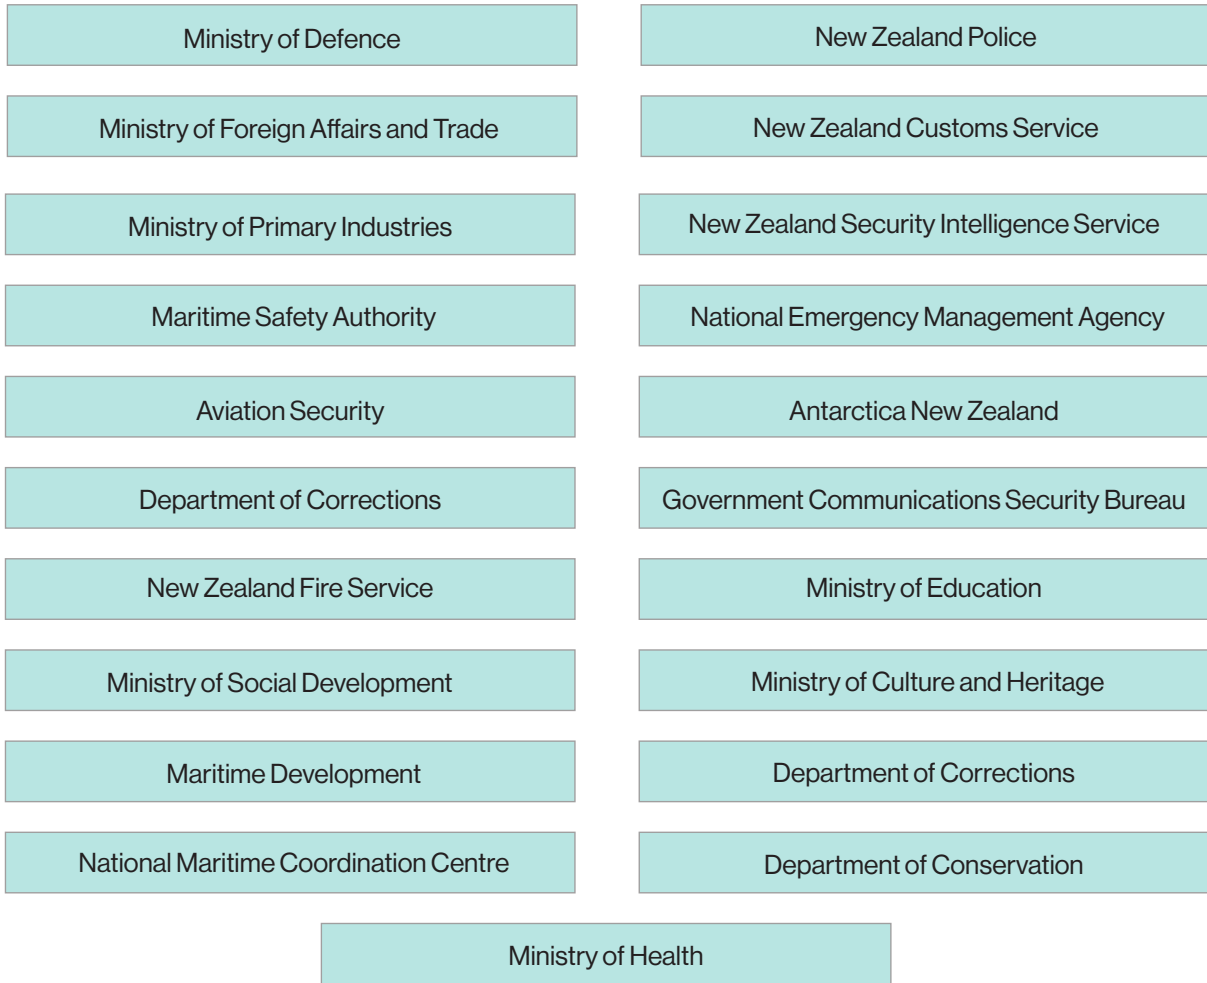 Ministry of Defence
New Zealand Police
Ministry of Foreign Affairs and Trade
New Zealand Customs Service
Ministry of Primary Industries
New Zealand Security Intelligence Service
Maritime Safety Authority
National Emergency Management Agency
Aviation Security
Antarctica New Zealand
Department of Corrections
Government Communications Security Bureau
New Zealand Fire Service
Ministry of Education
Ministry of Social Development
Ministry of Culture and Heritage
Maritime Development
Department of Corrections
National Maritime Coordination Centre
Department of Conservation
Ministry of Health